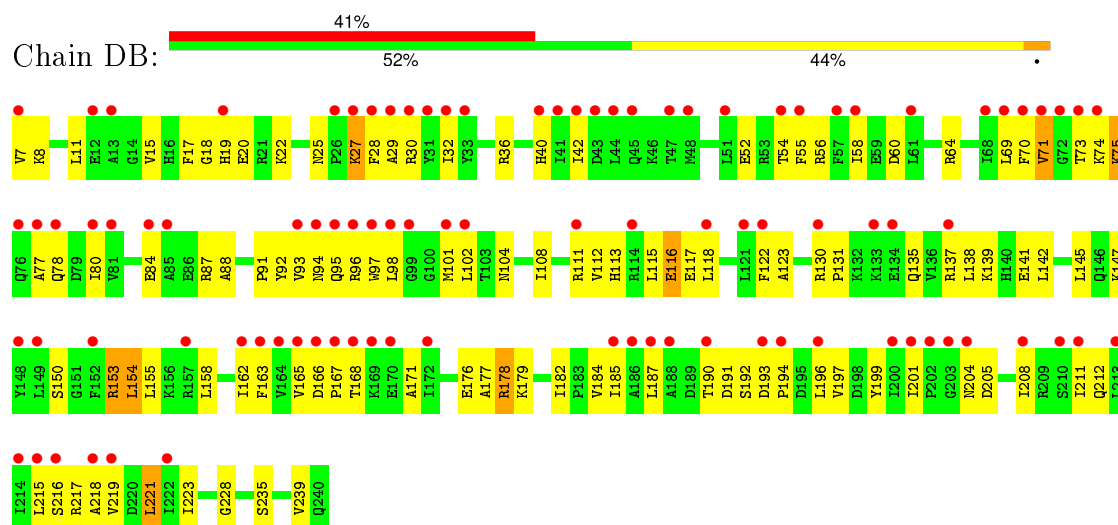 41%
Chain DB:
52% 44% •
V7 K8 L11 E12 A13 G14 V15 H16 F17 G18 H19 E20 R21 K22 N25 P26 K27 F28 A29 R30 Y31 I32 Y33 R36 H40 I41 I42 D43 L44 Q45 K46 T47 M48 L51 E52 R53 T54 F55 R56 F57 I58 E59 D60 L61 R64 I68 L69 F70 V71 G72 T73 K74 K75
Q76 A77 Q78 D79 I80 V81 E84 A85 E86 R87 A88 P91 Y92 V93 N94 Q95 R96 W97 L98 G99 G100 M101 L102 T103 N104 I108 R111 V112 H113 R114 L115 E116 E117 L118 L121 F122 A123 R130 P131 K132 K133 E134 Q135 V136 R137 L138 K139 H140 E141 L142 L145 Q146 K147
Y148 L149 S150 G151 F152 R153 L154 L155 K156 R157 L158 I162 F163 V164 V165 D166 P167 T168 K169 E170 A171 I172 E176 A177 R178 K179 I182 P183 V184 I185 A186 L187 A188 D189 T190 D191 S192 D193 P194 D195 L196 V197 D198 Y199 I200 I201 P202 G203 N204 D205 I208 R209 S210 I211 Q212 L213
I214 L215 S216 R217 A218 V219 D220 L221 I222 I223 G228 S235 V239 Q240